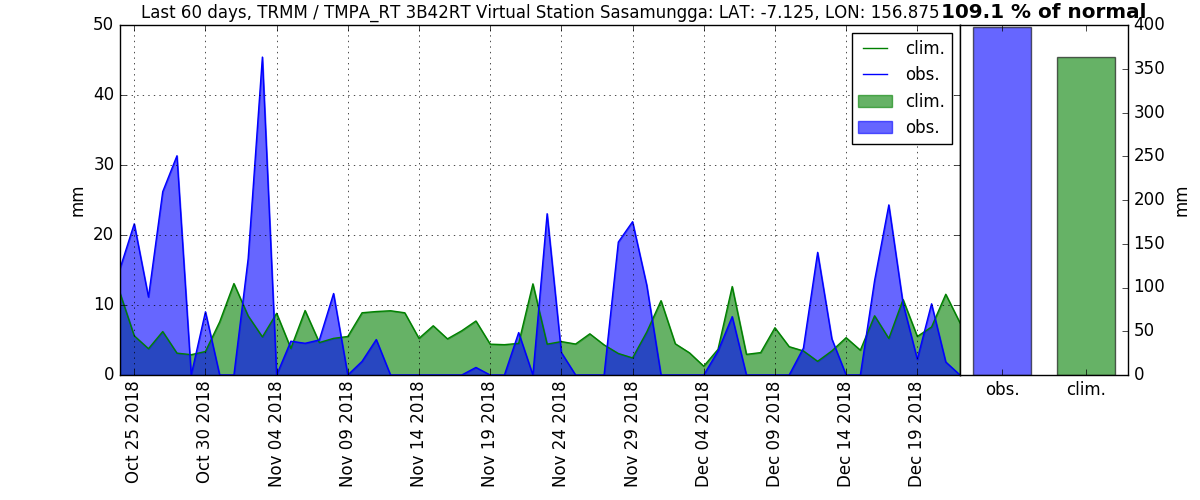 Last 60 days, TRMM / TMPA_RT 3B42RT Virtual Station Sasamungga: LAT: -7.125, LON: 156.875
109.1 % of normal
50
40
30
20
10
0
mm
clim.
obs.
clim.
obs.
400
350
300
250
200
150
100
50
0
mm
obs.
clim.
Oct 25 2018
Oct 30 2018
Nov 04 2018
Nov 09 2018
Nov 14 2018
Nov 19 2018
Nov 24 2018
Nov 29 2018
Dec 04 2018
Dec 09 2018
Dec 14 2018
Dec 19 2018